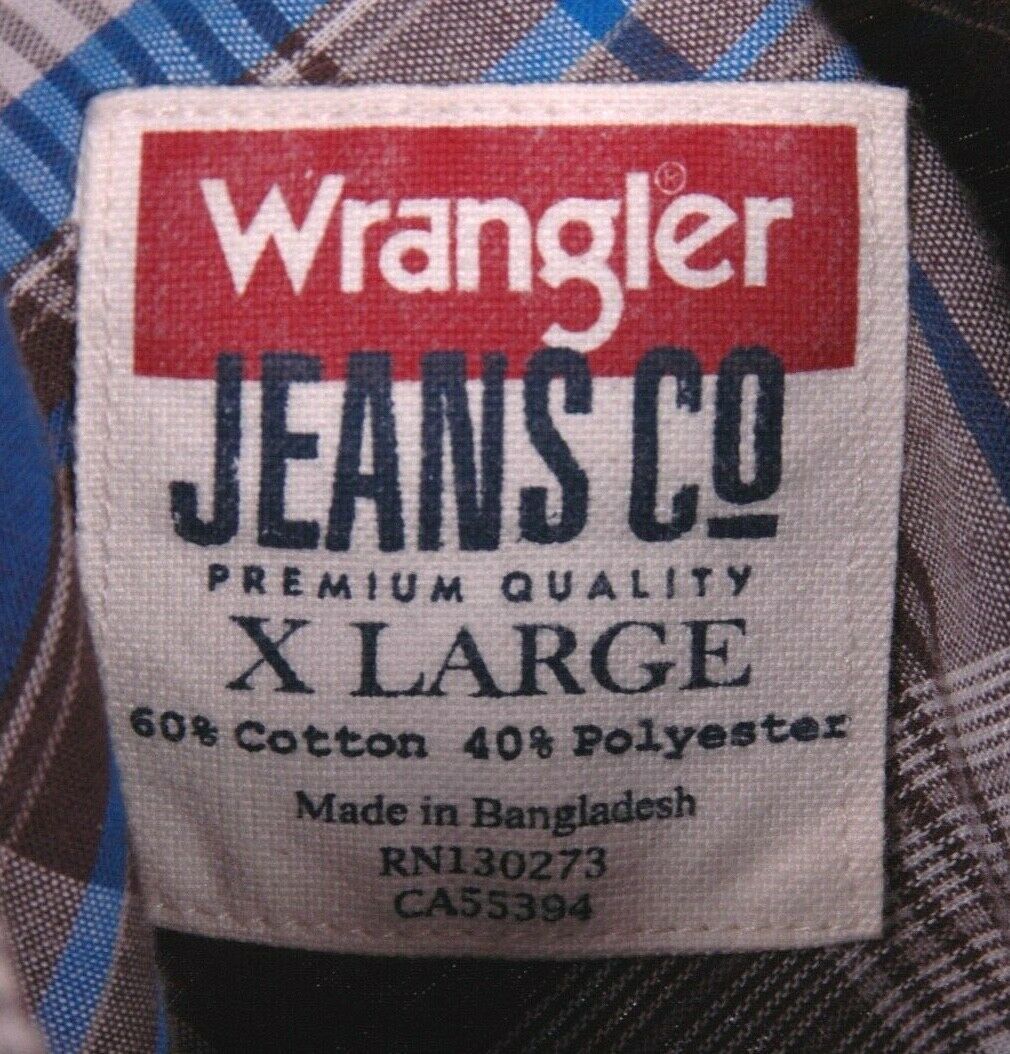 Wrangler®
JEANS CO
PREMIUM QUALITY
X LARGE
60% Cotton 40% Polyester
Made in Bangladesh
RN130273
CA55394